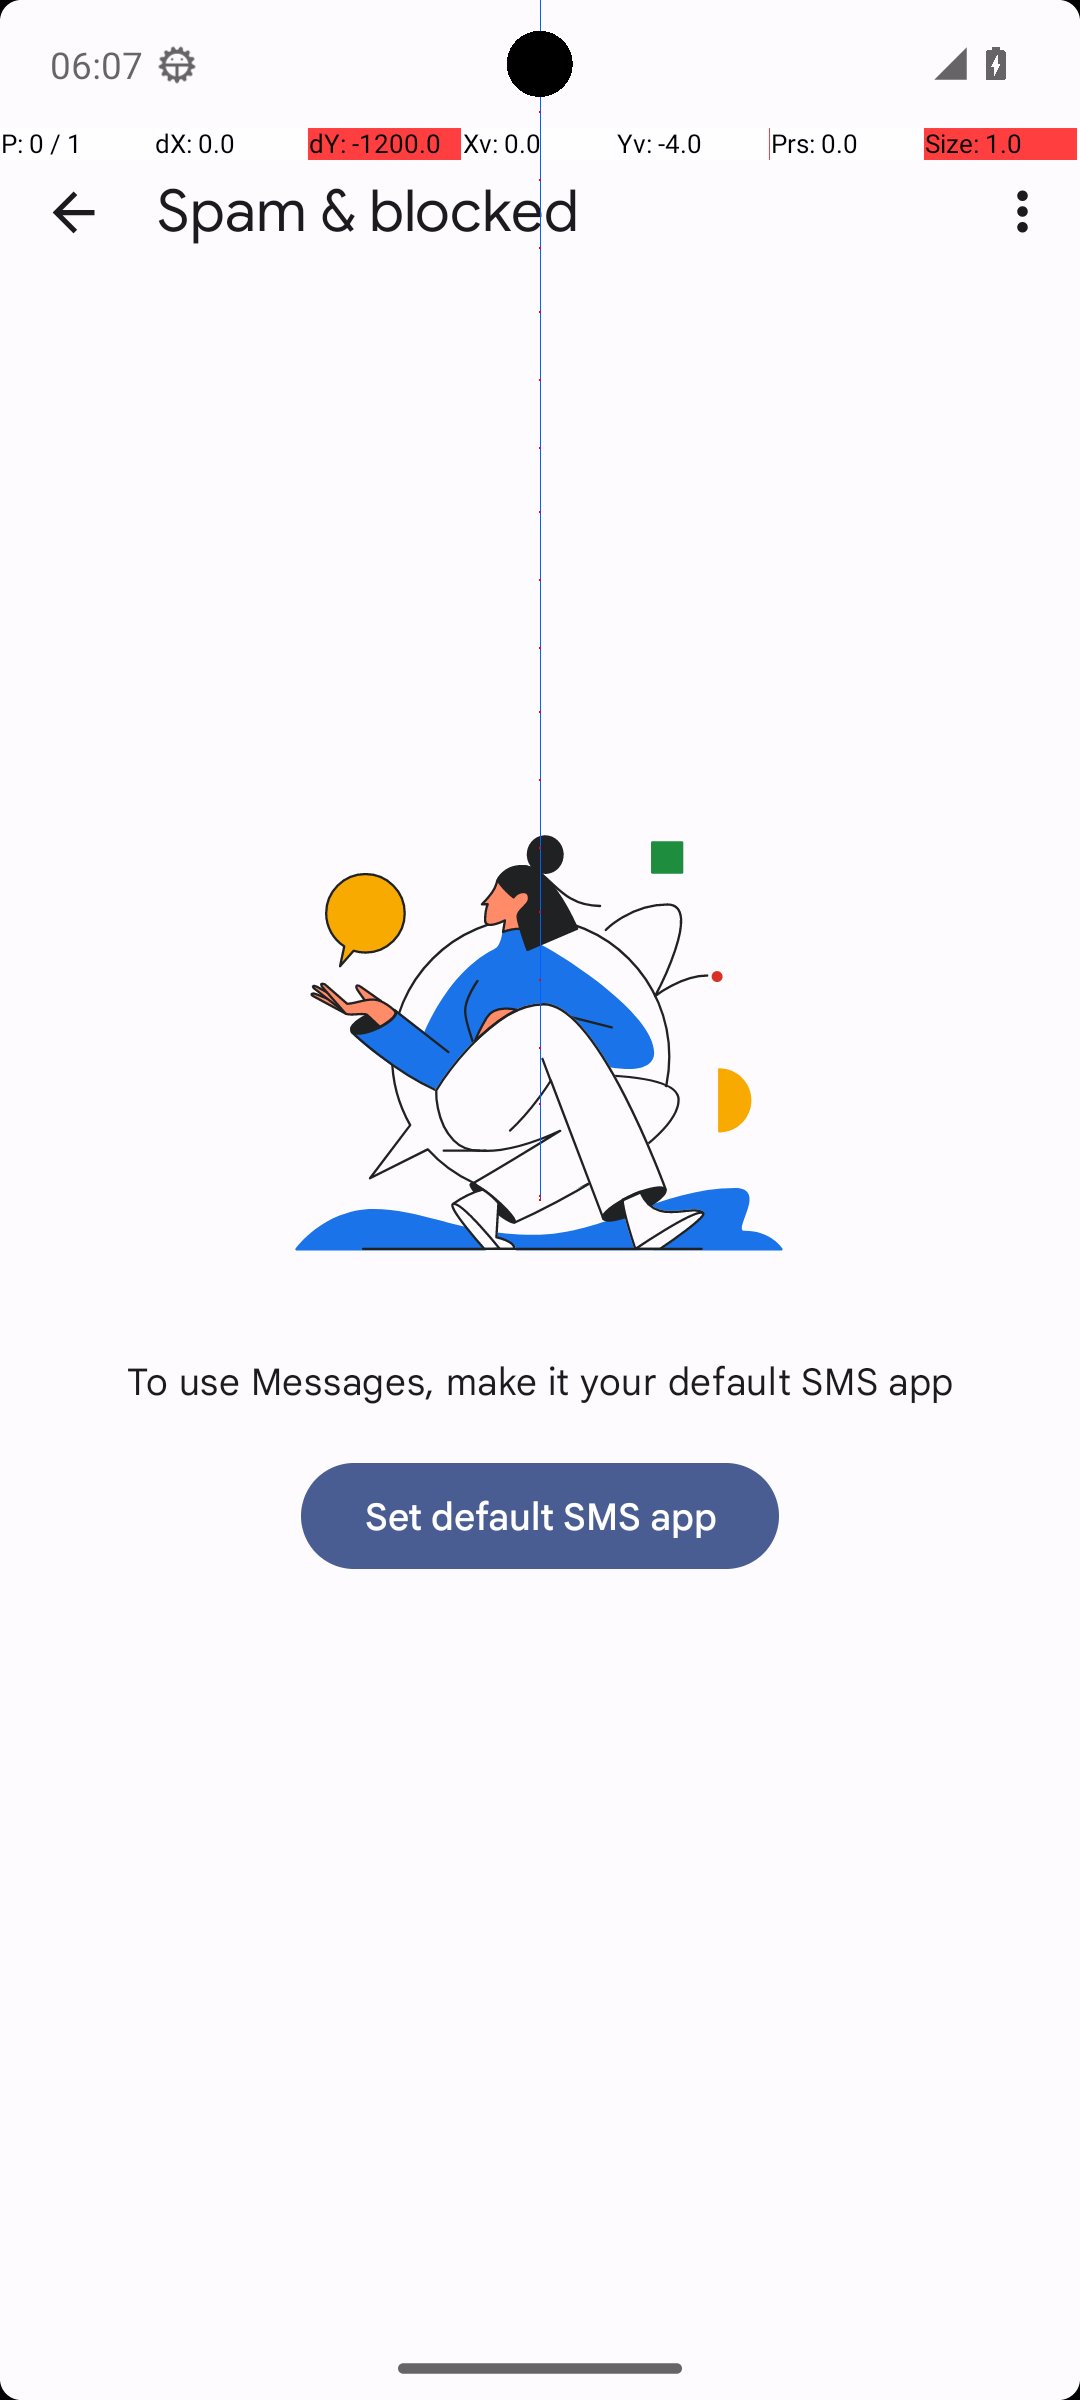 06:07
P: 0 / 1 dX: 0.0 dY: -1200.0 Xv: 0.0 Yv: -4.0 Prs: 0.0 Size: 1.0
Spam & blocked
To use Messages, make it your default SMS app
Set default SMS app